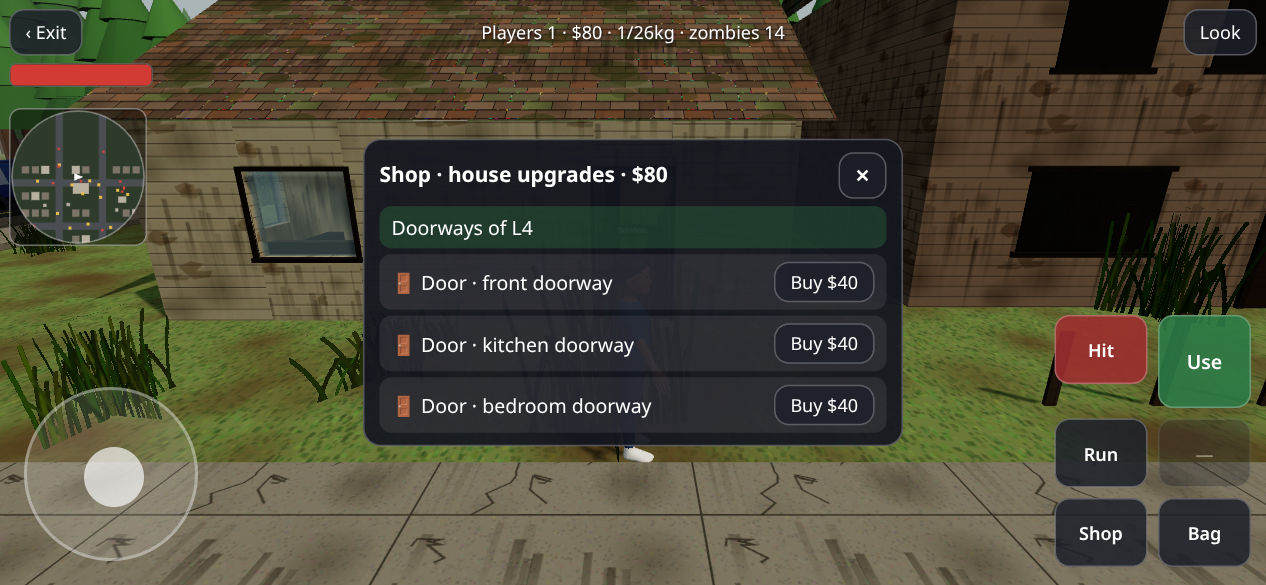 ‹ Exit
Players 1 · $80 · 1/26kg · zombies 14
Look
Shop · house upgrades · $80
×
Doorways of L4
Door · front doorway
Buy $40
Door · kitchen doorway
Buy $40
Door · bedroom doorway
Buy $40
Hit
Use
Run
—
Shop
Bag